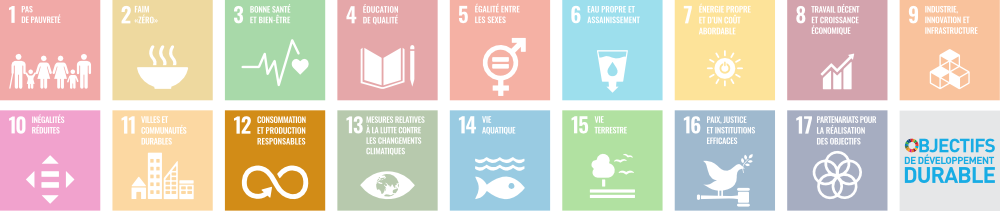 1 PAS
DE PAUVRETÉ
2 FAIM
«ZÉRO»
3 BONNE SANTÉ
ET BIEN-ÊTRE
4 ÉDUCATION
DE QUALITÉ
5 ÉGALITÉ ENTRE
LES SEXES
6 EAU PROPRE ET
ASSAINISSEMENT
7 ÉNERGIE PROPRE
ET D'UN COÛT
ABORDABLE
8 TRAVAIL DÉCENT
ET CROISSANCE
ÉCONOMIQUE
9 INDUSTRIE,
INNOVATION ET
INFRASTRUCTURE
10 INÉGALITÉS
RÉDUITES
11 VILLES ET
COMMUNAUTÉS
DURABLES
12 CONSOMMATION
ET PRODUCTION
RESPONSABLES
13 MESURES RELATIVES
À LA LUTTE CONTRE
LES CHANGEMENTS
CLIMATIQUES
14 VIE
AQUATIQUE
15 VIE
TERRESTRE
16 PAIX, JUSTICE
ET INSTITUTIONS
EFFICACES
17 PARTENARIATS POUR
LA RÉALISATION
DES OBJECTIFS
OBJECTIFS
DE DÉVELOPPEMENT
DURABLE